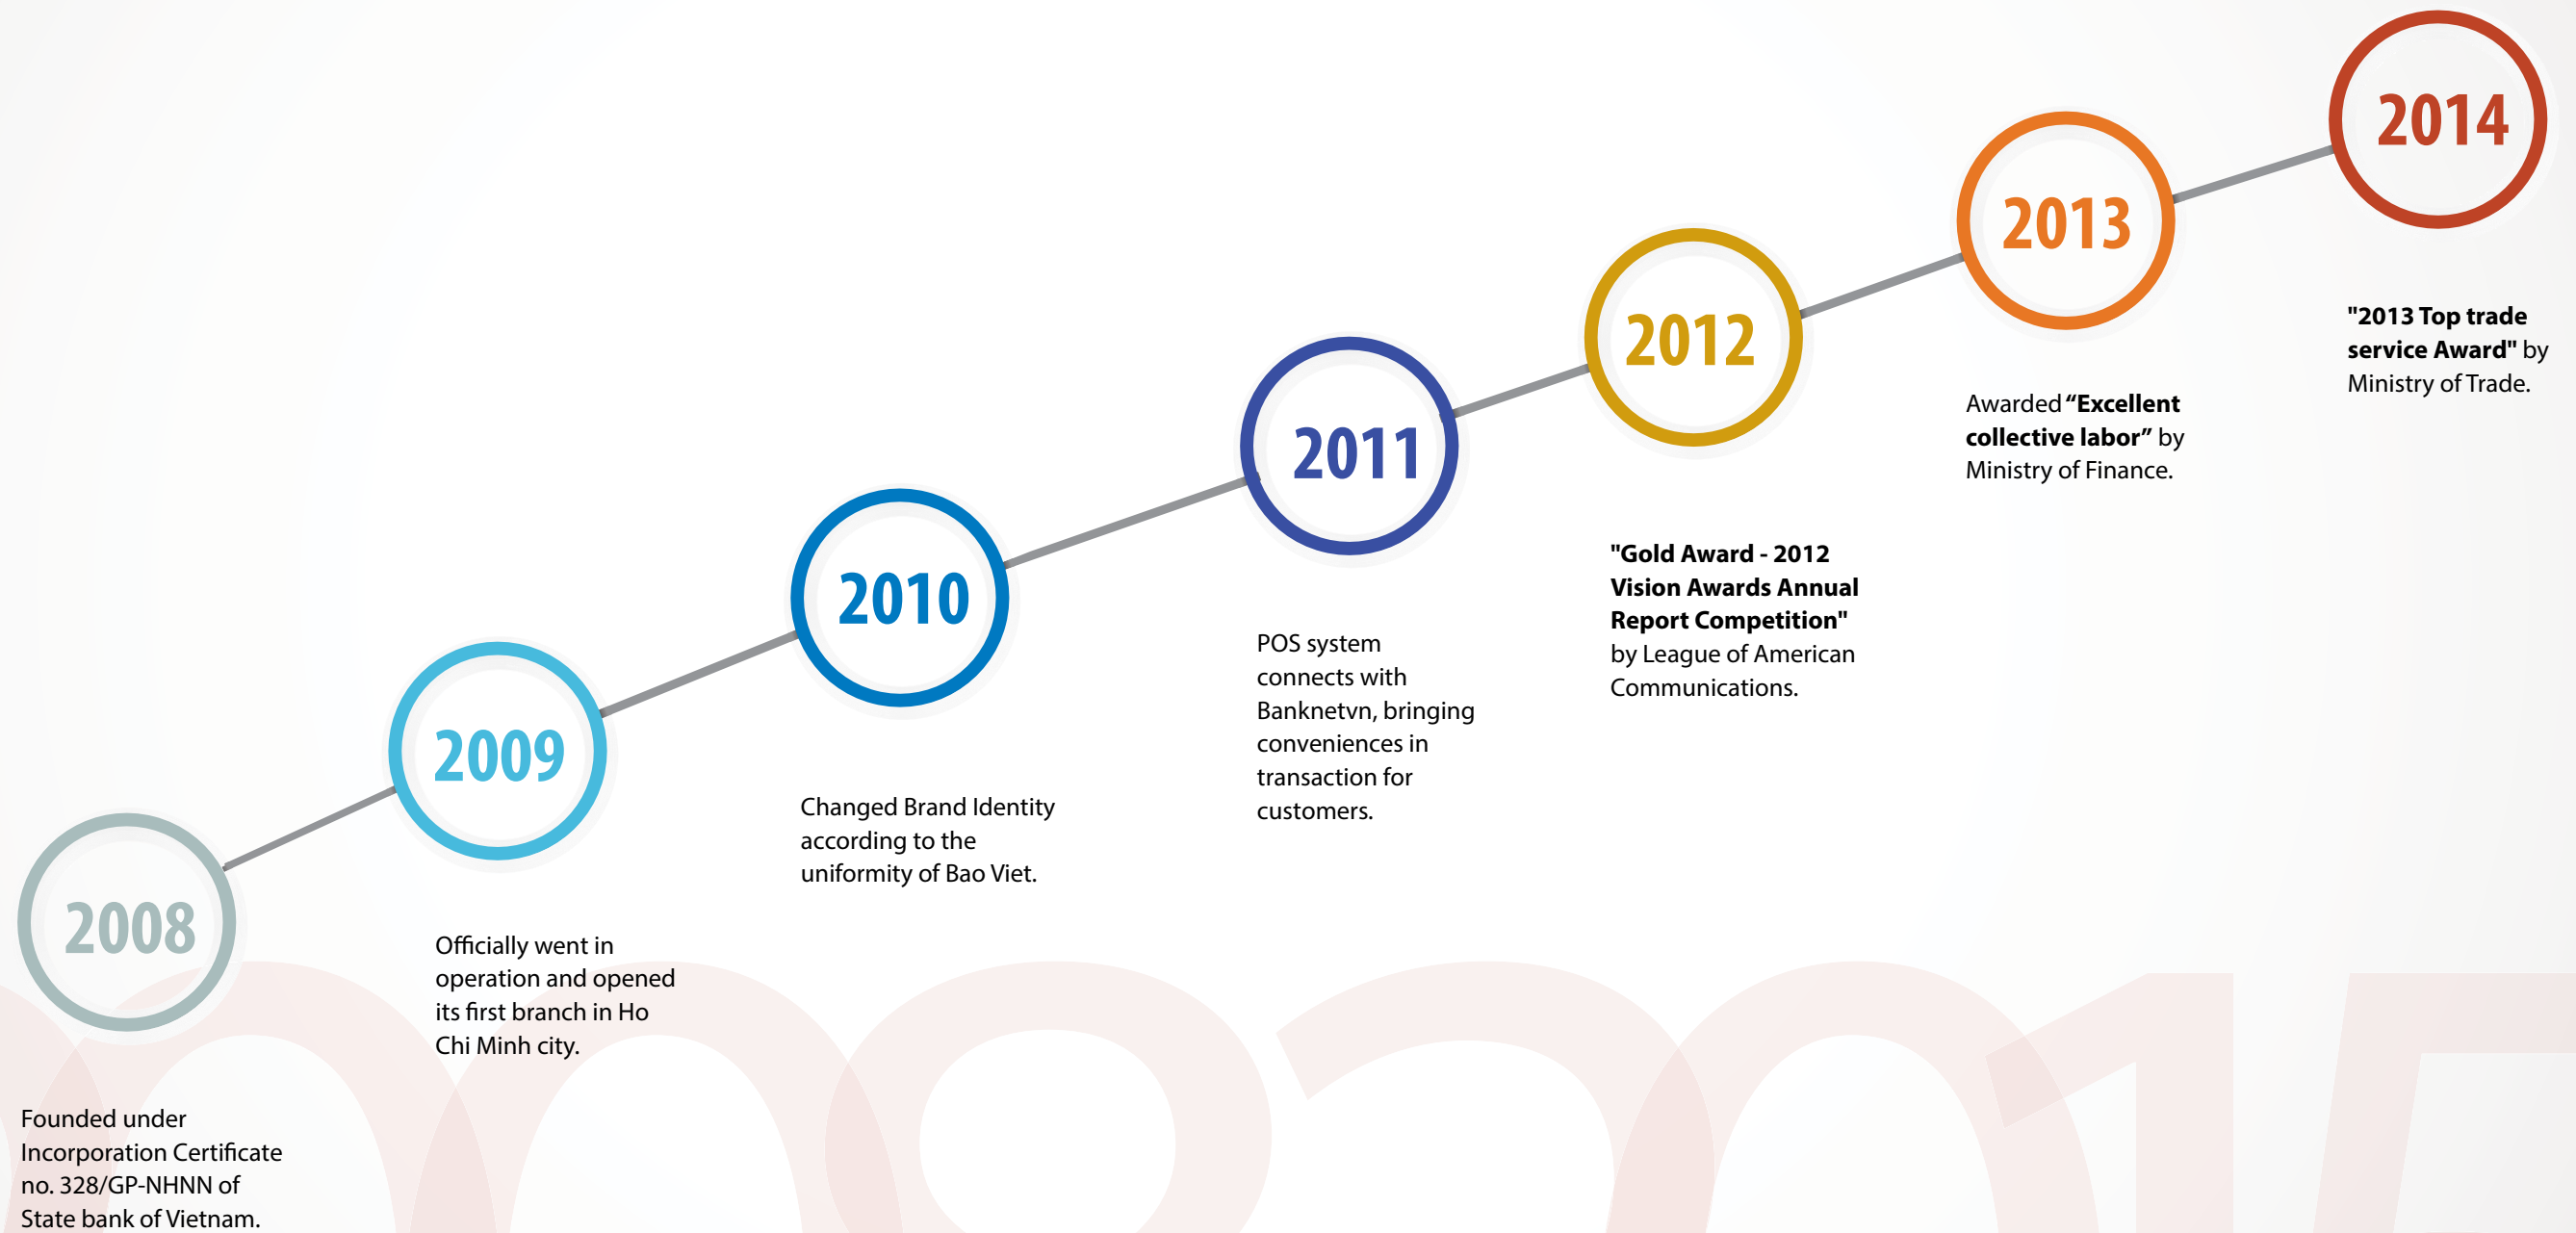 2008
Founded under
Incorporation Certificate
no. 328/GP-NHNN of
State bank of Vietnam.
2009
Officially went in
operation and opened
its first branch in Ho
Chi Minh city.
2010
Changed Brand Identity
according to the
uniformity of Bao Viet.
2011
POS system
connects with
Banknetvn, bringing
conveniences in
transaction for
customers.
2012
"Gold Award - 2012
Vision Awards Annual
Report Competition"
by League of American
Communications.
2013
Awarded “Excellent
collective labor” by
Ministry of Finance.
2014
"2013 Top trade
service Award" by
Ministry of Trade.